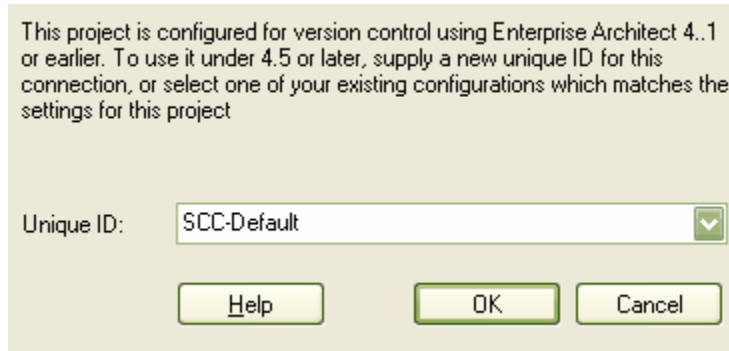 This project is configured for version control using Enterprise Architect 4..1
or earlier. To use it under 4.5 or later, supply a new unique ID for this
connection, or select one of your existing configurations which matches the
settings for this project
Unique ID: SCC-Default
Help OK Cancel